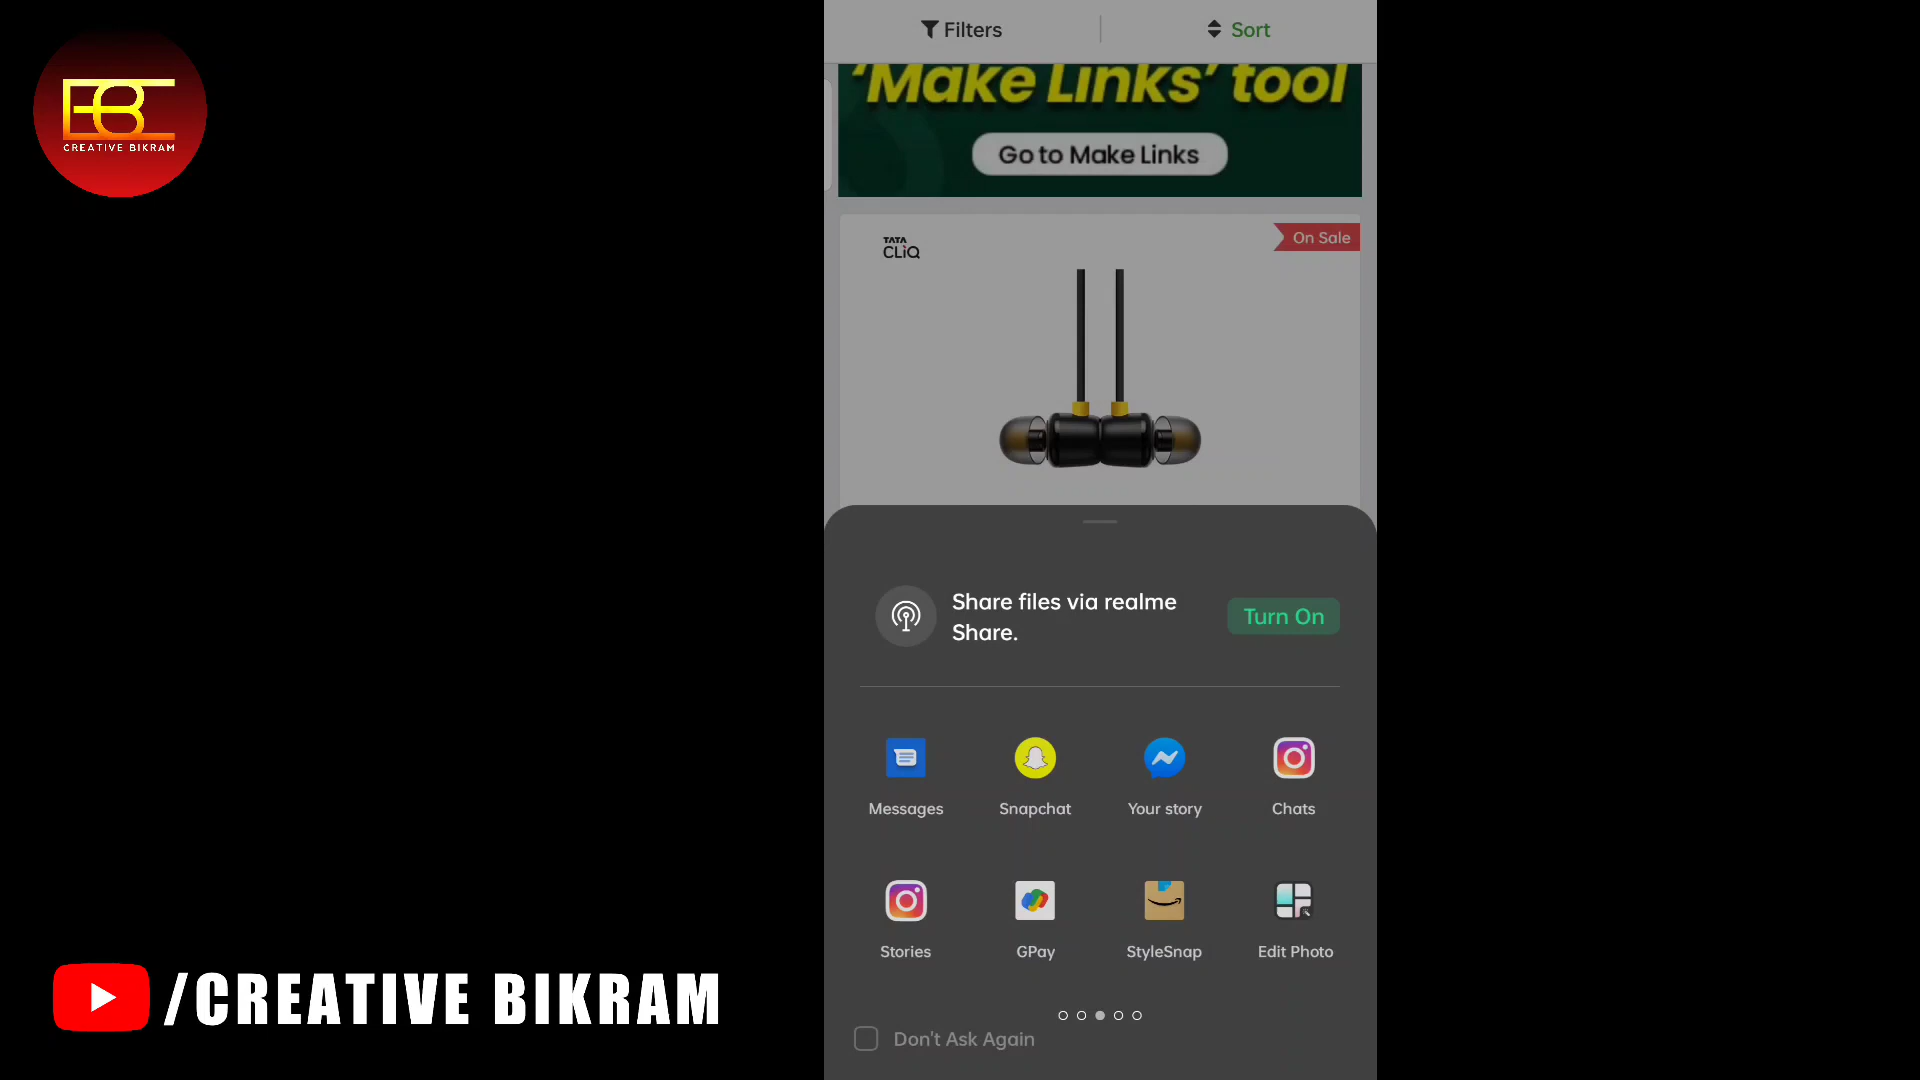 EBC
CREATIVE BIKRAM
Filters
Sort
‘Make Links’ tool
Go to Make Links
TATA
CLiQ
On Sale
Share files via realme
Share.
Turn On
Messages
Snapchat
Your story
Chats
Stories
GPay
StyleSnap
Edit Photo
Don't Ask Again
/CREATIVE BIKRAM